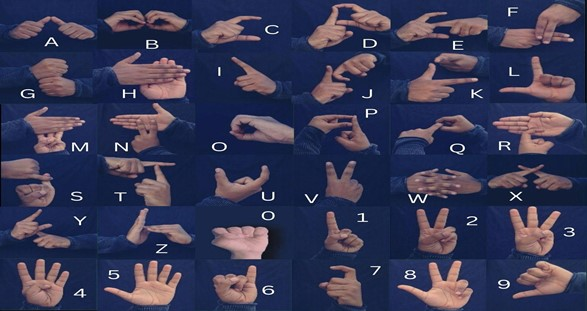 A B C D E F
G H I J K L
M N O P Q R
S T U V W X
Y Z 0 1 2 3
4 5 6 7 8 9